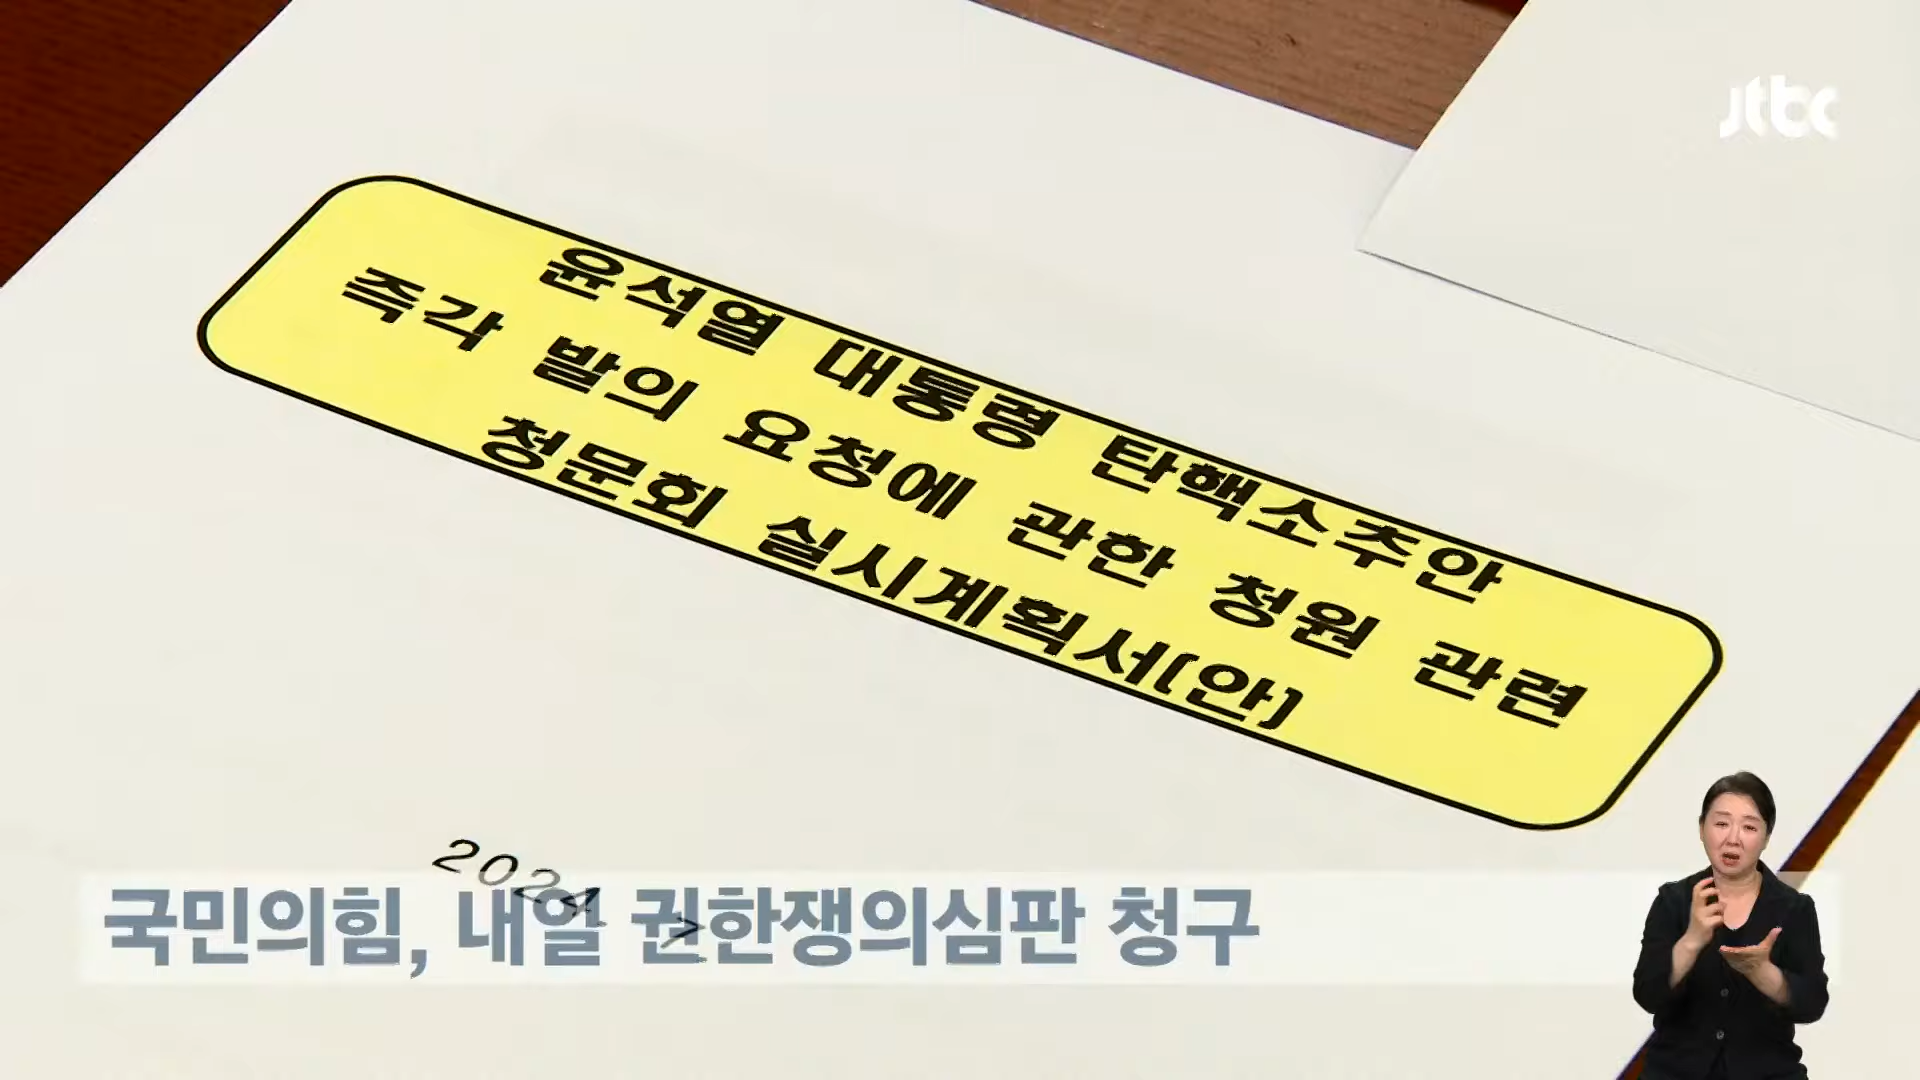 jtbc
윤석열 대통령 탄핵소추안
즉각 발의 요청에 관한 청원 관련
청문회 실시계획서(안)
2024
국민의힘, 내일 권한쟁의심판 청구